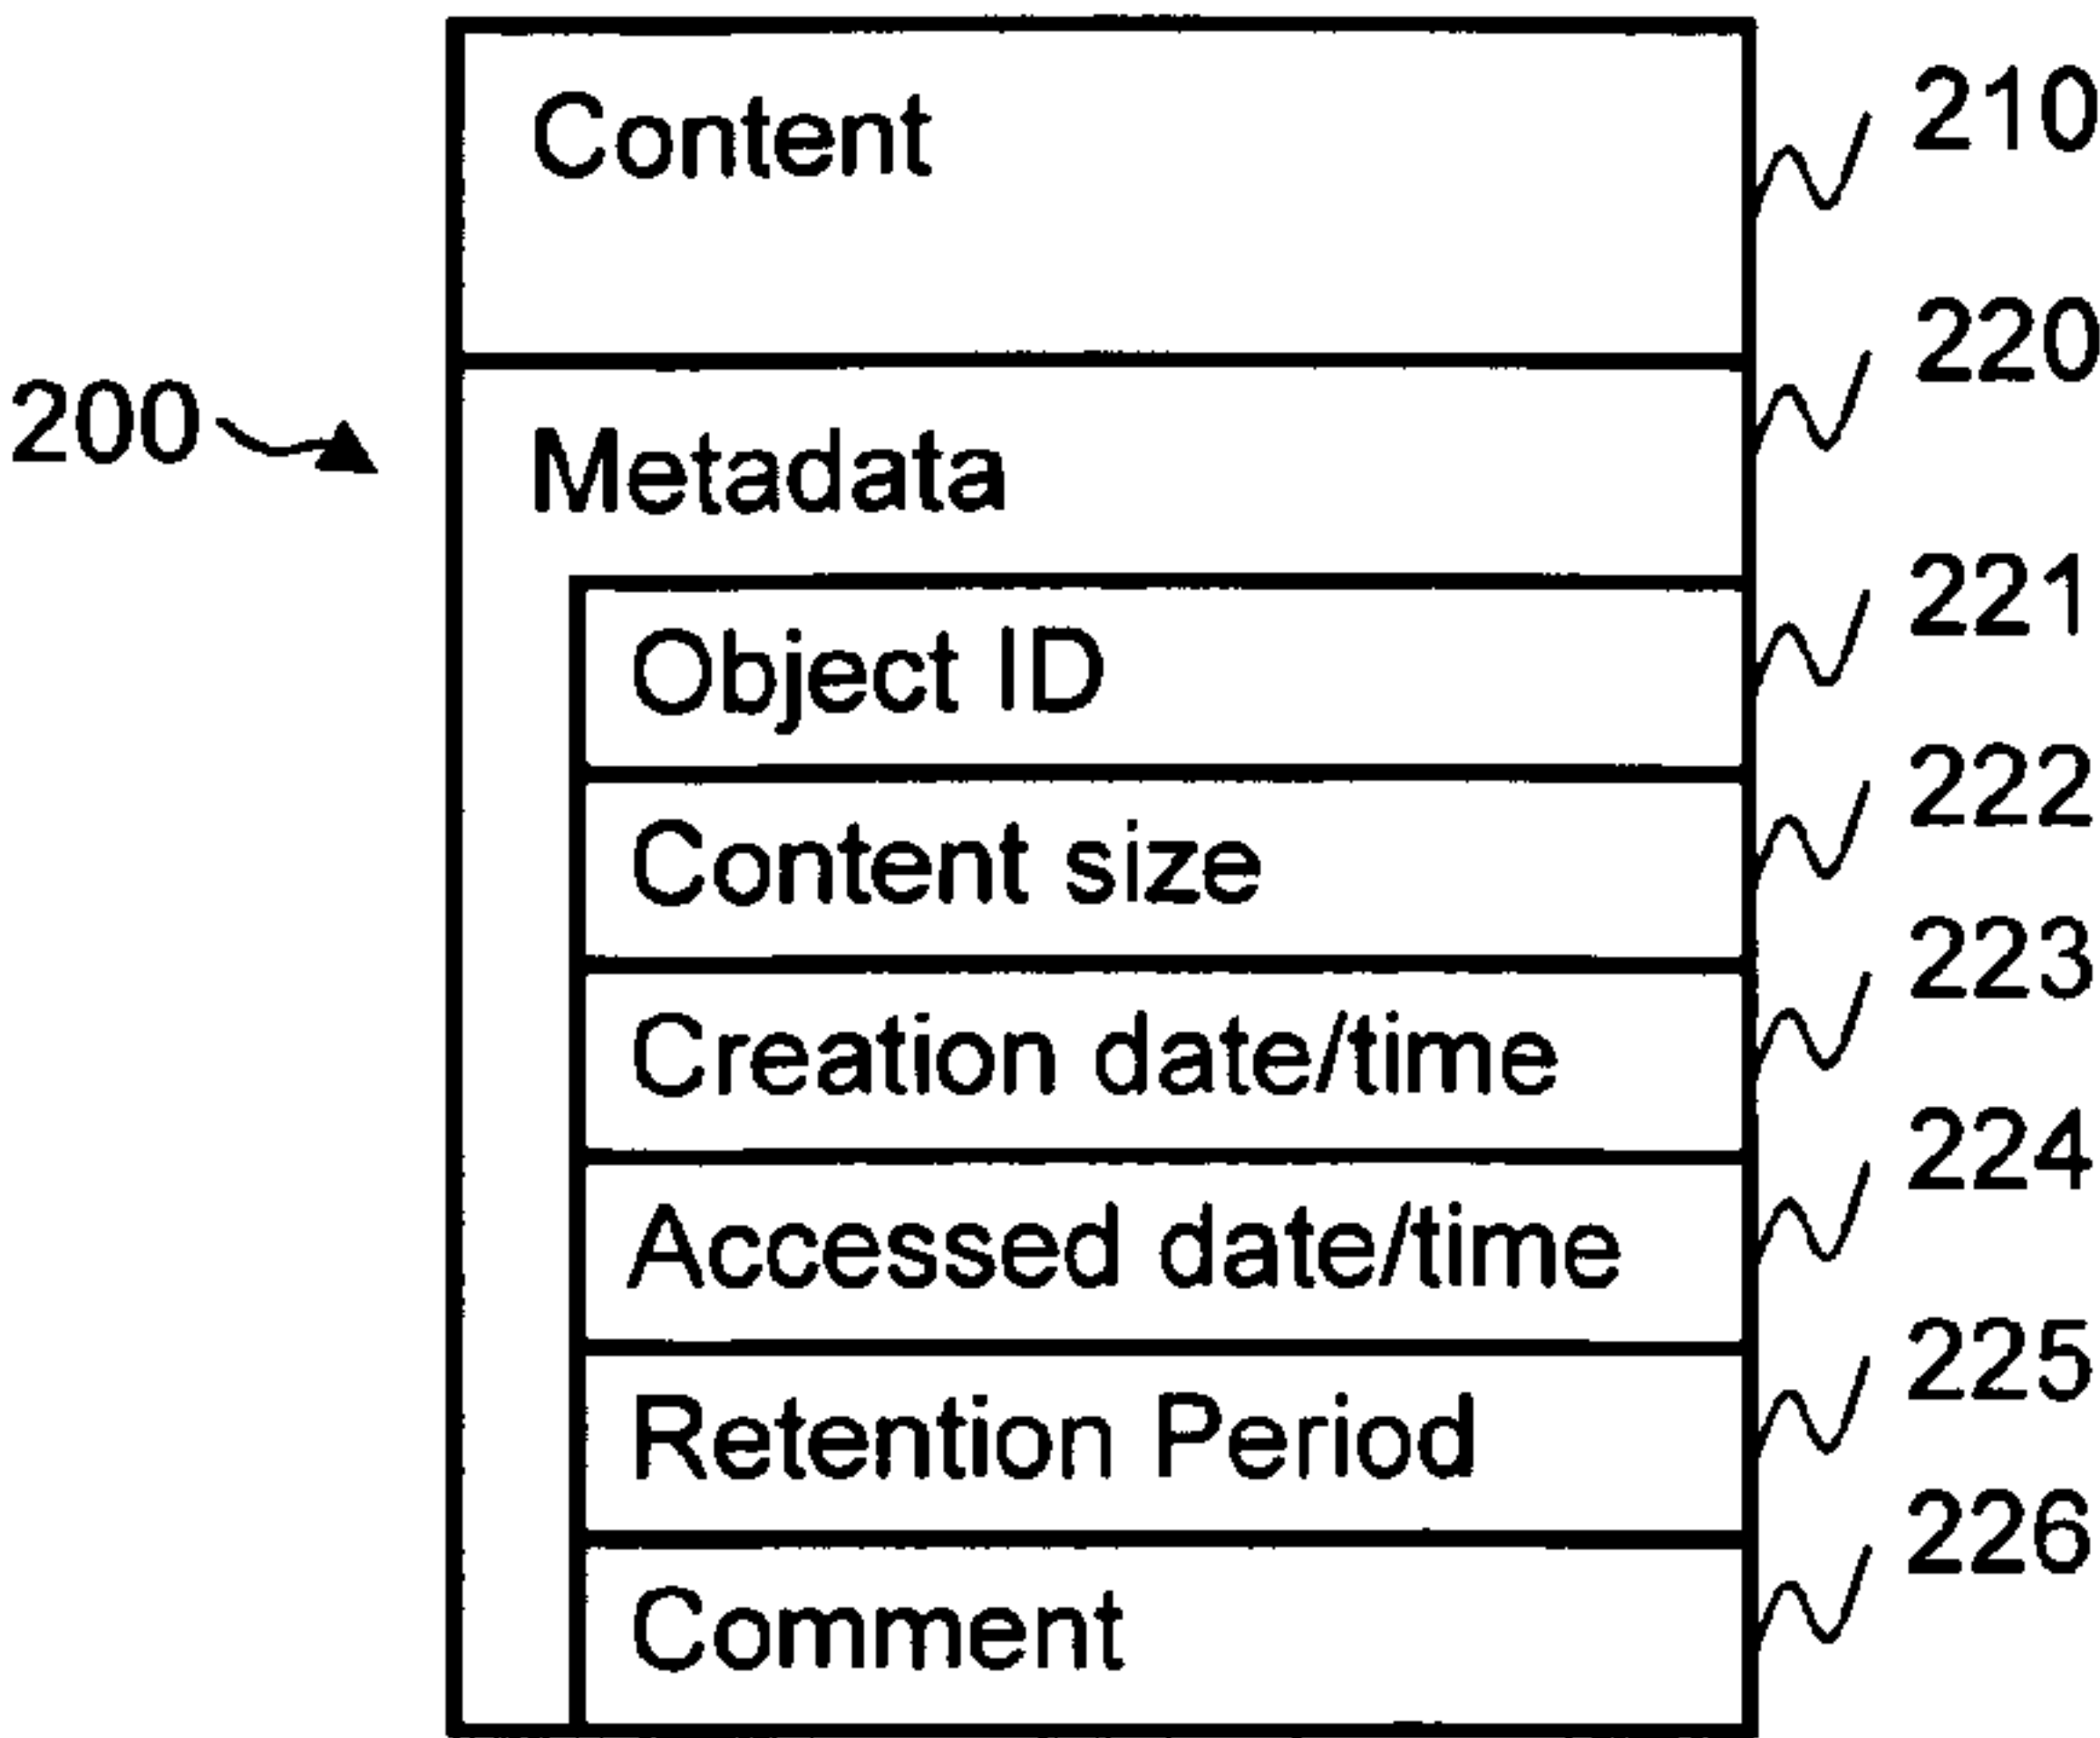 Content 210
220
200 Metadata
Object ID 221
Content size 222
Creation date/time 223
Accessed date/time 224
Retention Period 225
Comment 226